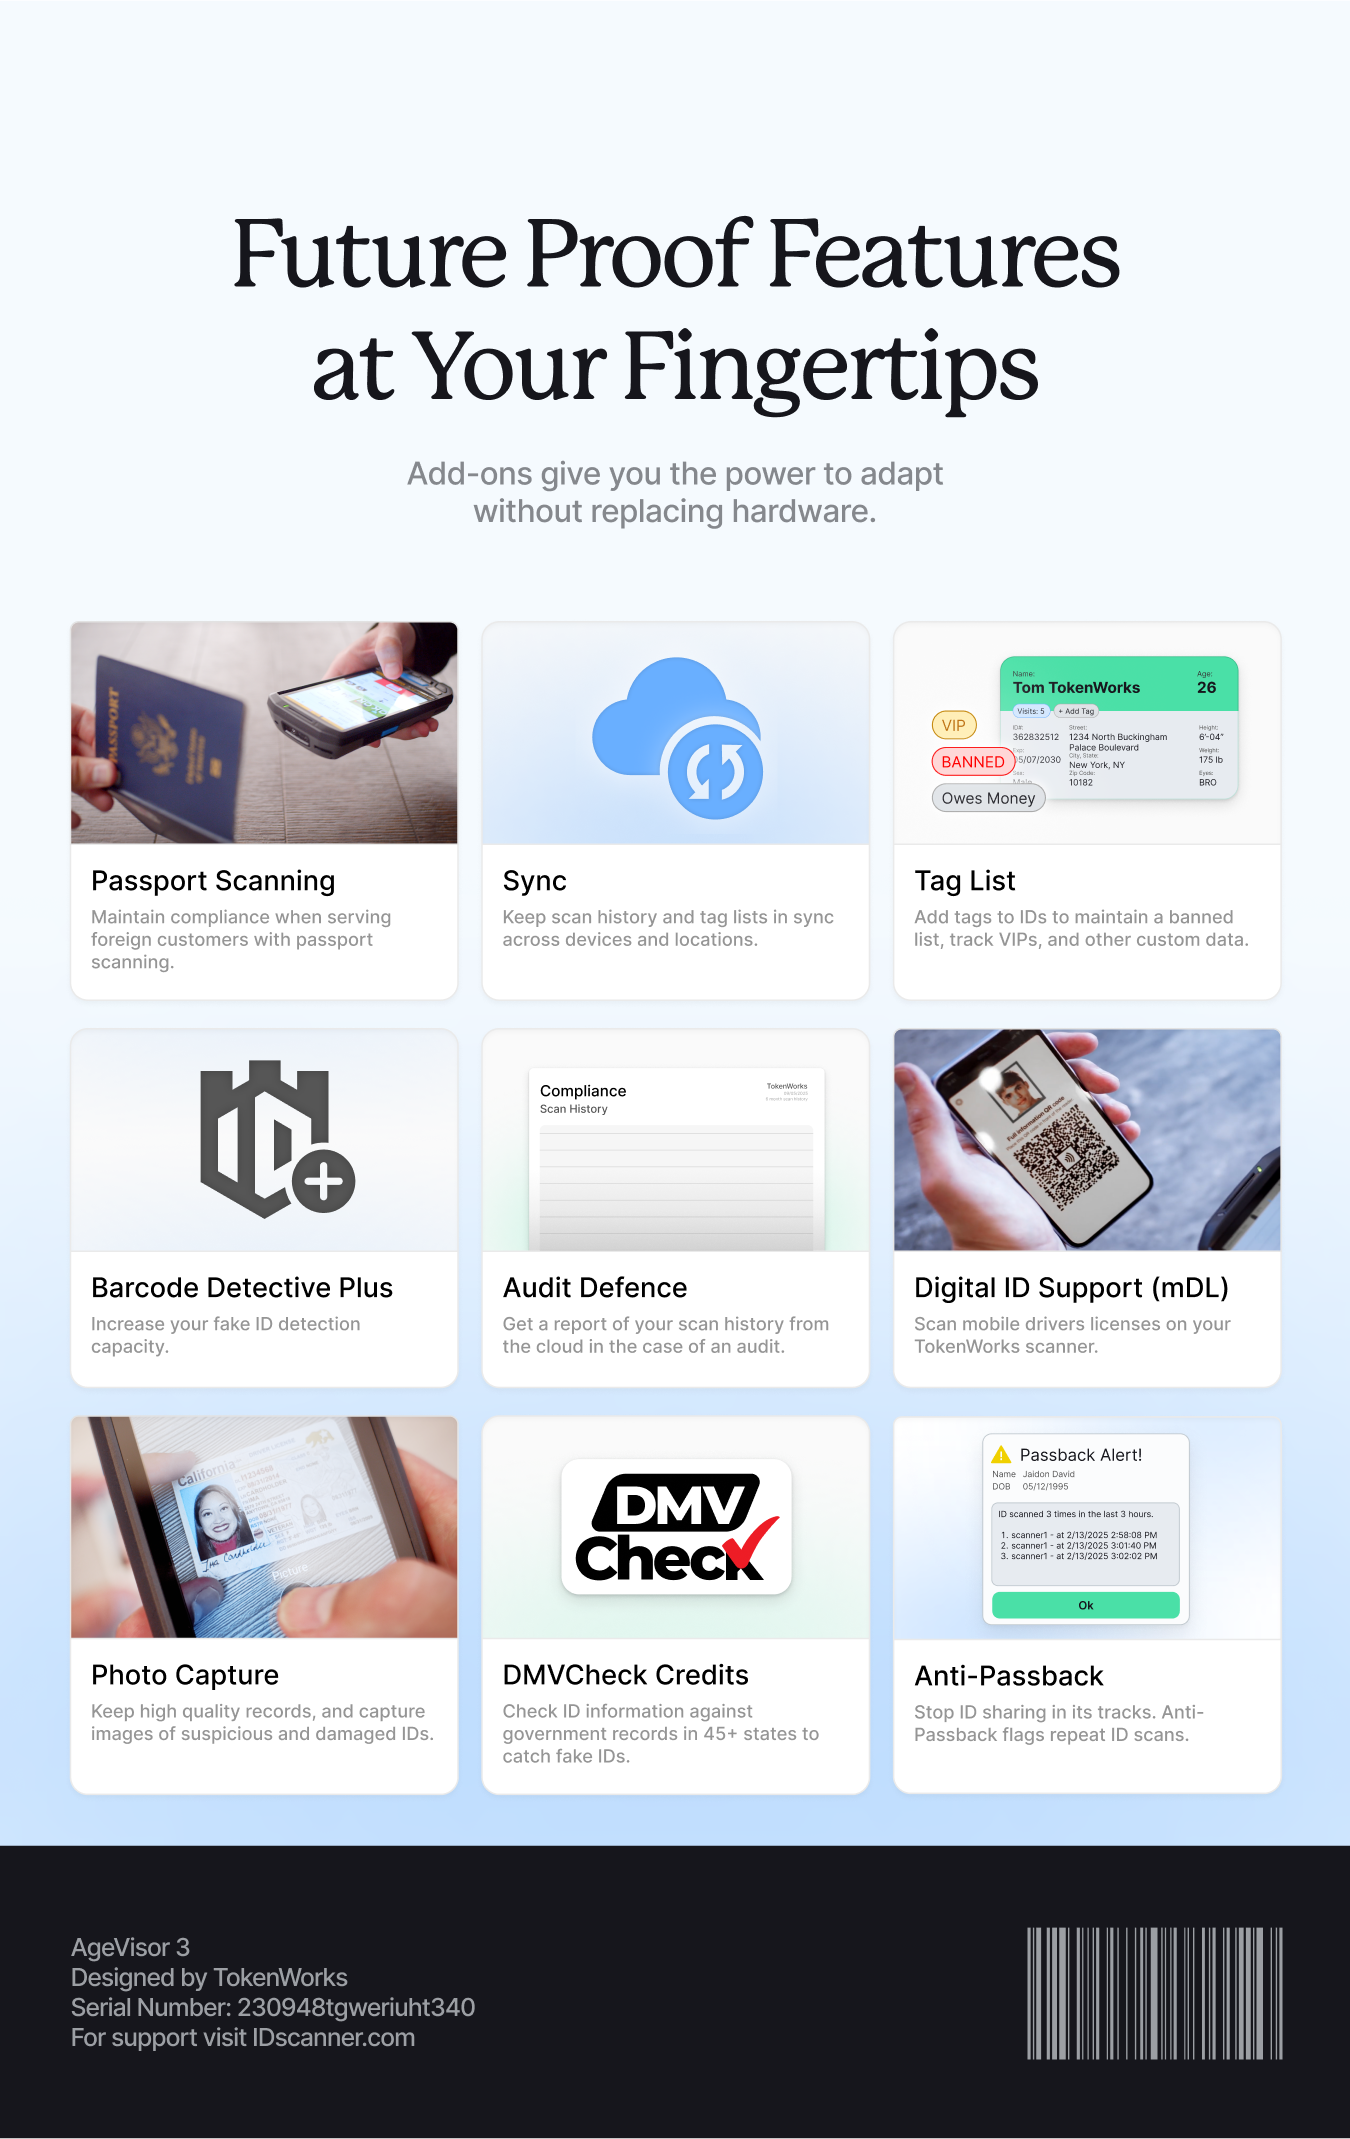 Future Proof Features
at Your Fingertips
Add-ons give you the power to adapt
without replacing hardware.
PASSPORT
Passport Scanning
Maintain compliance when serving
foreign customers with passport
scanning.
Sync
Keep scan history and tag lists in sync
across devices and locations.
Name:
Tom TokenWorks
Age:
26
Visits: 5
+ Add Tag
VIP
BANNED
Owes Money
ID#:
362832512
Exp:
05/07/2030
Sex:
Male
Street:
1234 North Buckingham
Palace Boulevard
City, State:
New York, NY
Zip Code:
10182
Height:
6'-04"
Weight:
175 lb
Eyes:
BRO
Tag List
Add tags to IDs to maintain a banned
list, track VIPs, and other custom data.
Barcode Detective Plus
Increase your fake ID detection
capacity.
Compliance
Scan History
TokenWorks
Audit Defence
Get a report of your scan history from
the cloud in the case of an audit.
Full information QR code
Digital ID Support (mDL)
Scan mobile drivers licenses on your
TokenWorks scanner.
California
DRIVER LICENSE
VETERAN
Picture
Photo Capture
Keep high quality records, and capture
images of suspicious and damaged IDs.
DMV
Check
DMVCheck Credits
Check ID information against
government records in 45+ states to
catch fake IDs.
Passback Alert!
Name Jaidon David
DOB 05/12/1995
ID scanned 3 times in the last 3 hours.
1. scanner1 - at 2/13/2025 2:58:08 PM
2. scanner1 - at 2/13/2025 3:01:40 PM
3. scanner1 - at 2/13/2025 3:02:02 PM
Ok
Anti-Passback
Stop ID sharing in its tracks. Anti-
Passback flags repeat ID scans.
AgeVisor 3
Designed by TokenWorks
Serial Number: 230948tgweriuht340
For support visit IDscanner.com